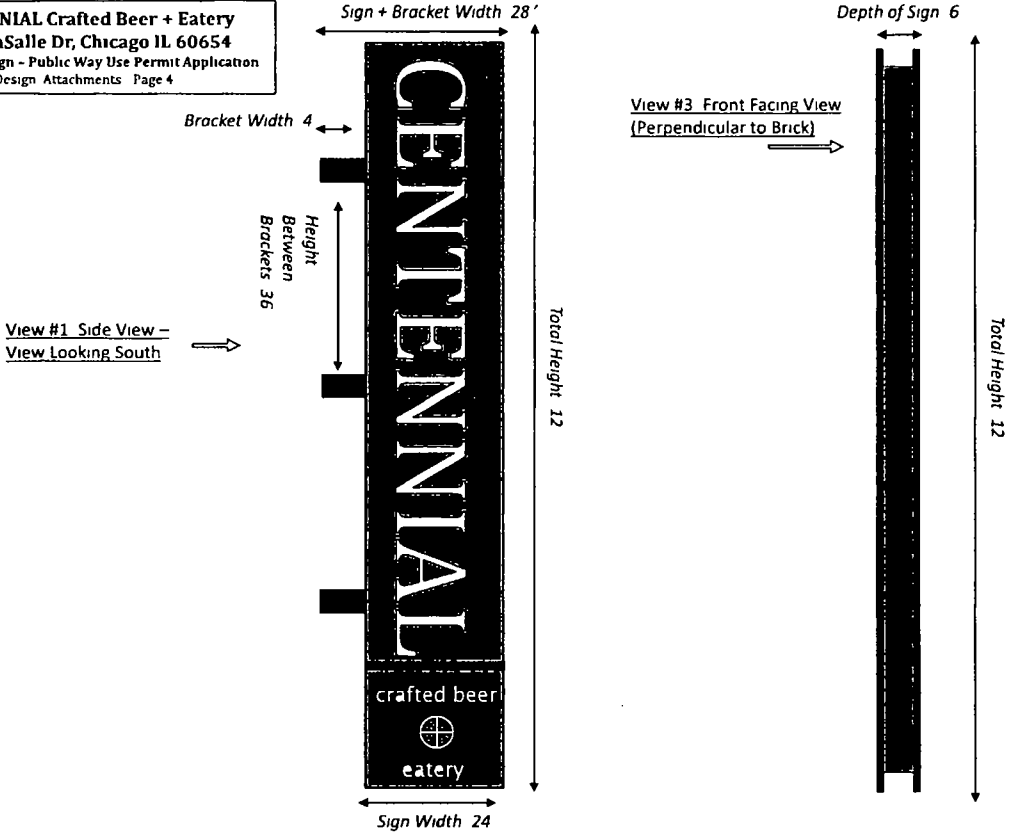 NIAL Crafted Beer + Eatery
Salle Dr, Chicago IL 60654
gn - Public Way Use Permit Application
Design Attachments Page 4
Sign + Bracket Width 28'
Depth of Sign 6
Bracket Width 4
View #3 Front Facing View
(Perpendicular to Brick)
Height
Between
Brackets 36
View #1 Side View –
View Looking South
CENTENNIAL
Total Height 12
Total Height 12
crafted beer
eatery
Sign Width 24